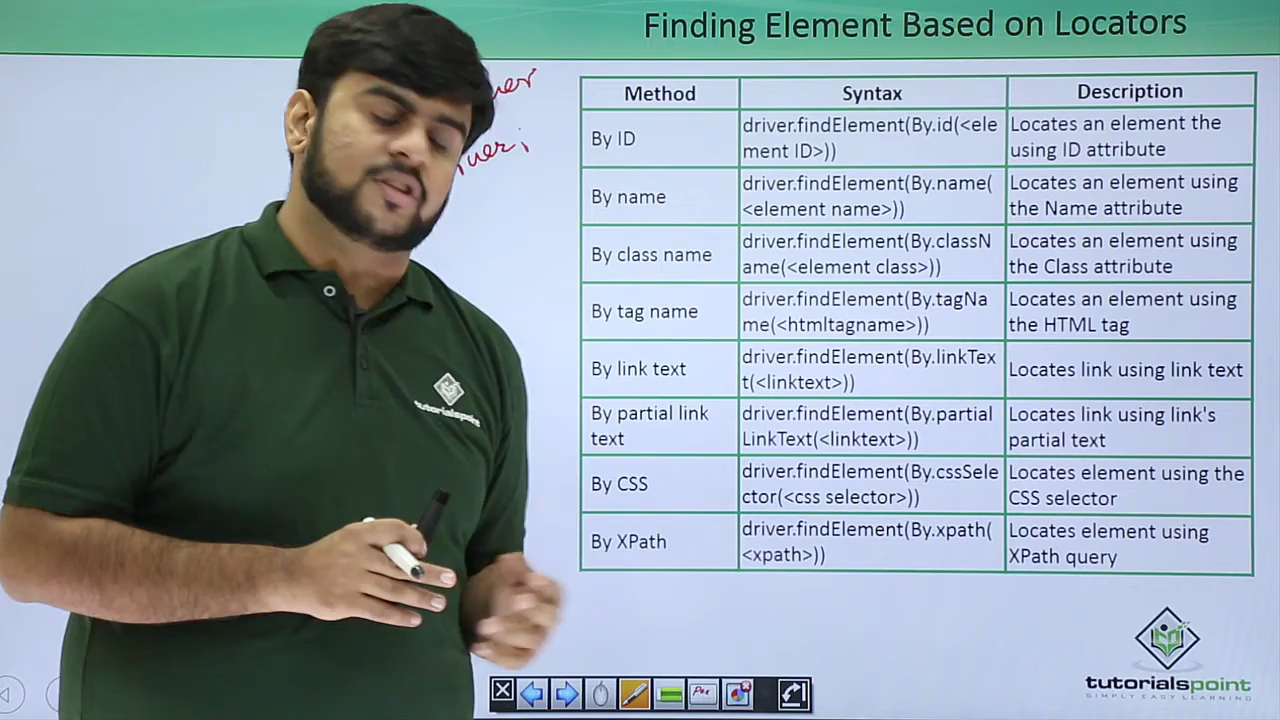 Finding Element Based on Locators
Method Syntax Description
By ID
driver.findElement(By.id(<ele
ment ID>))
Locates an element the
using ID attribute
By name
driver.findElement(By.name(
<element name>))
Locates an element using
the Name attribute
By class name
driver.findElement(By.classN
ame(<element class>))
Locates an element using
the Class attribute
By tag name
driver.findElement(By.tagNa
me(<htmltagname>))
Locates an element using
the HTML tag
By link text
driver.findElement(By.linkTex
t(<linktext>))
Locates link using link text
By partial link
text
driver.findElement(By.partial
LinkText(<linktext>))
Locates link using link's
partial text
By CSS
driver.findElement(By.cssSele
ctor(<css selector>))
Locates element using the
CSS selector
By XPath
driver.findElement(By.xpath(
<xpath>))
Locates element using
XPath query
tutorialspoint
Pen
tutorialspoint
SIMPLY EASY LEARNING